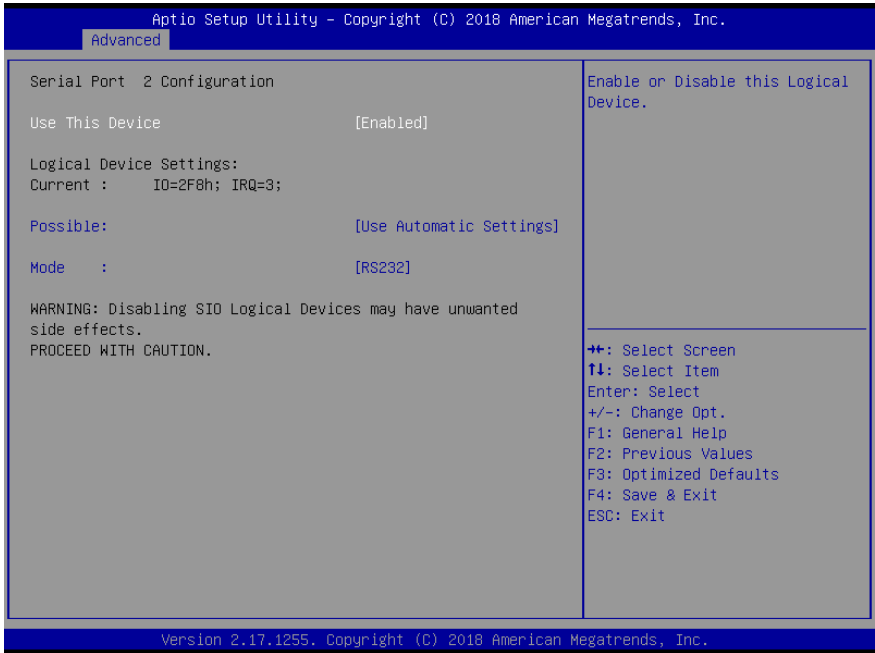 Aptio Setup Utility – Copyright (C) 2018 American Megatrends, Inc.
Advanced
Serial Port  2 Configuration
Use This Device [Enabled]
Logical Device Settings:
Current :     IO=2F8h; IRQ=3;
Possible: [Use Automatic Settings]
Mode    : [RS232]
WARNING: Disabling SIO Logical Devices may have unwanted
side effects.
PROCEED WITH CAUTION.
Enable or Disable this Logical
Device.
→←: Select Screen
↑↓: Select Item
Enter: Select
+/-: Change Opt.
F1: General Help
F2: Previous Values
F3: Optimized Defaults
F4: Save & Exit
ESC: Exit
Version 2.17.1255. Copyright (C) 2018 American Megatrends, Inc.